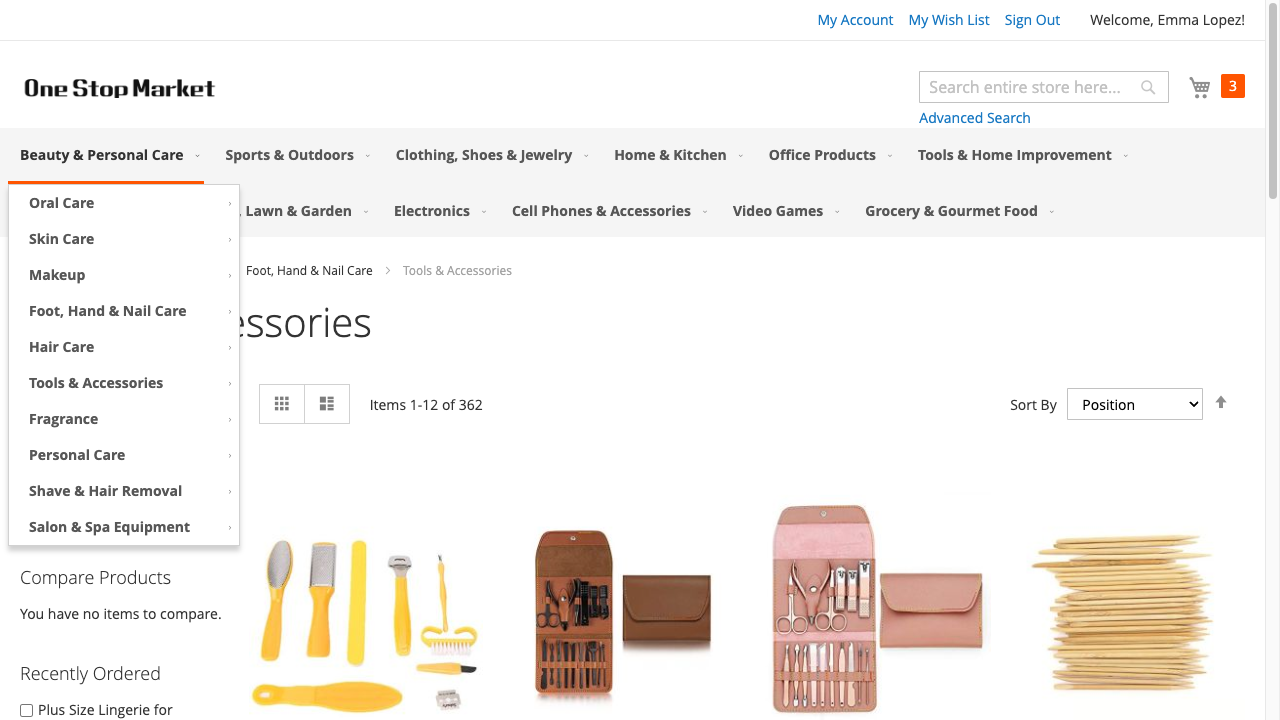 My Account My Wish List Sign Out Welcome, Emma Lopez!
One Stop Market
Search entire store here...
3
Advanced Search
Beauty & Personal Care Sports & Outdoors Clothing, Shoes & Jewelry Home & Kitchen Office Products Tools & Home Improvement
, Lawn & Garden Electronics Cell Phones & Accessories Video Games Grocery & Gourmet Food
Oral Care
Skin Care
Makeup
Foot, Hand & Nail Care
Hair Care
Tools & Accessories
Fragrance
Personal Care
Shave & Hair Removal
Salon & Spa Equipment
Foot, Hand & Nail Care Tools & Accessories
essories
Items 1-12 of 362
Sort By Position
Compare Products
You have no items to compare.
Recently Ordered
Plus Size Lingerie for